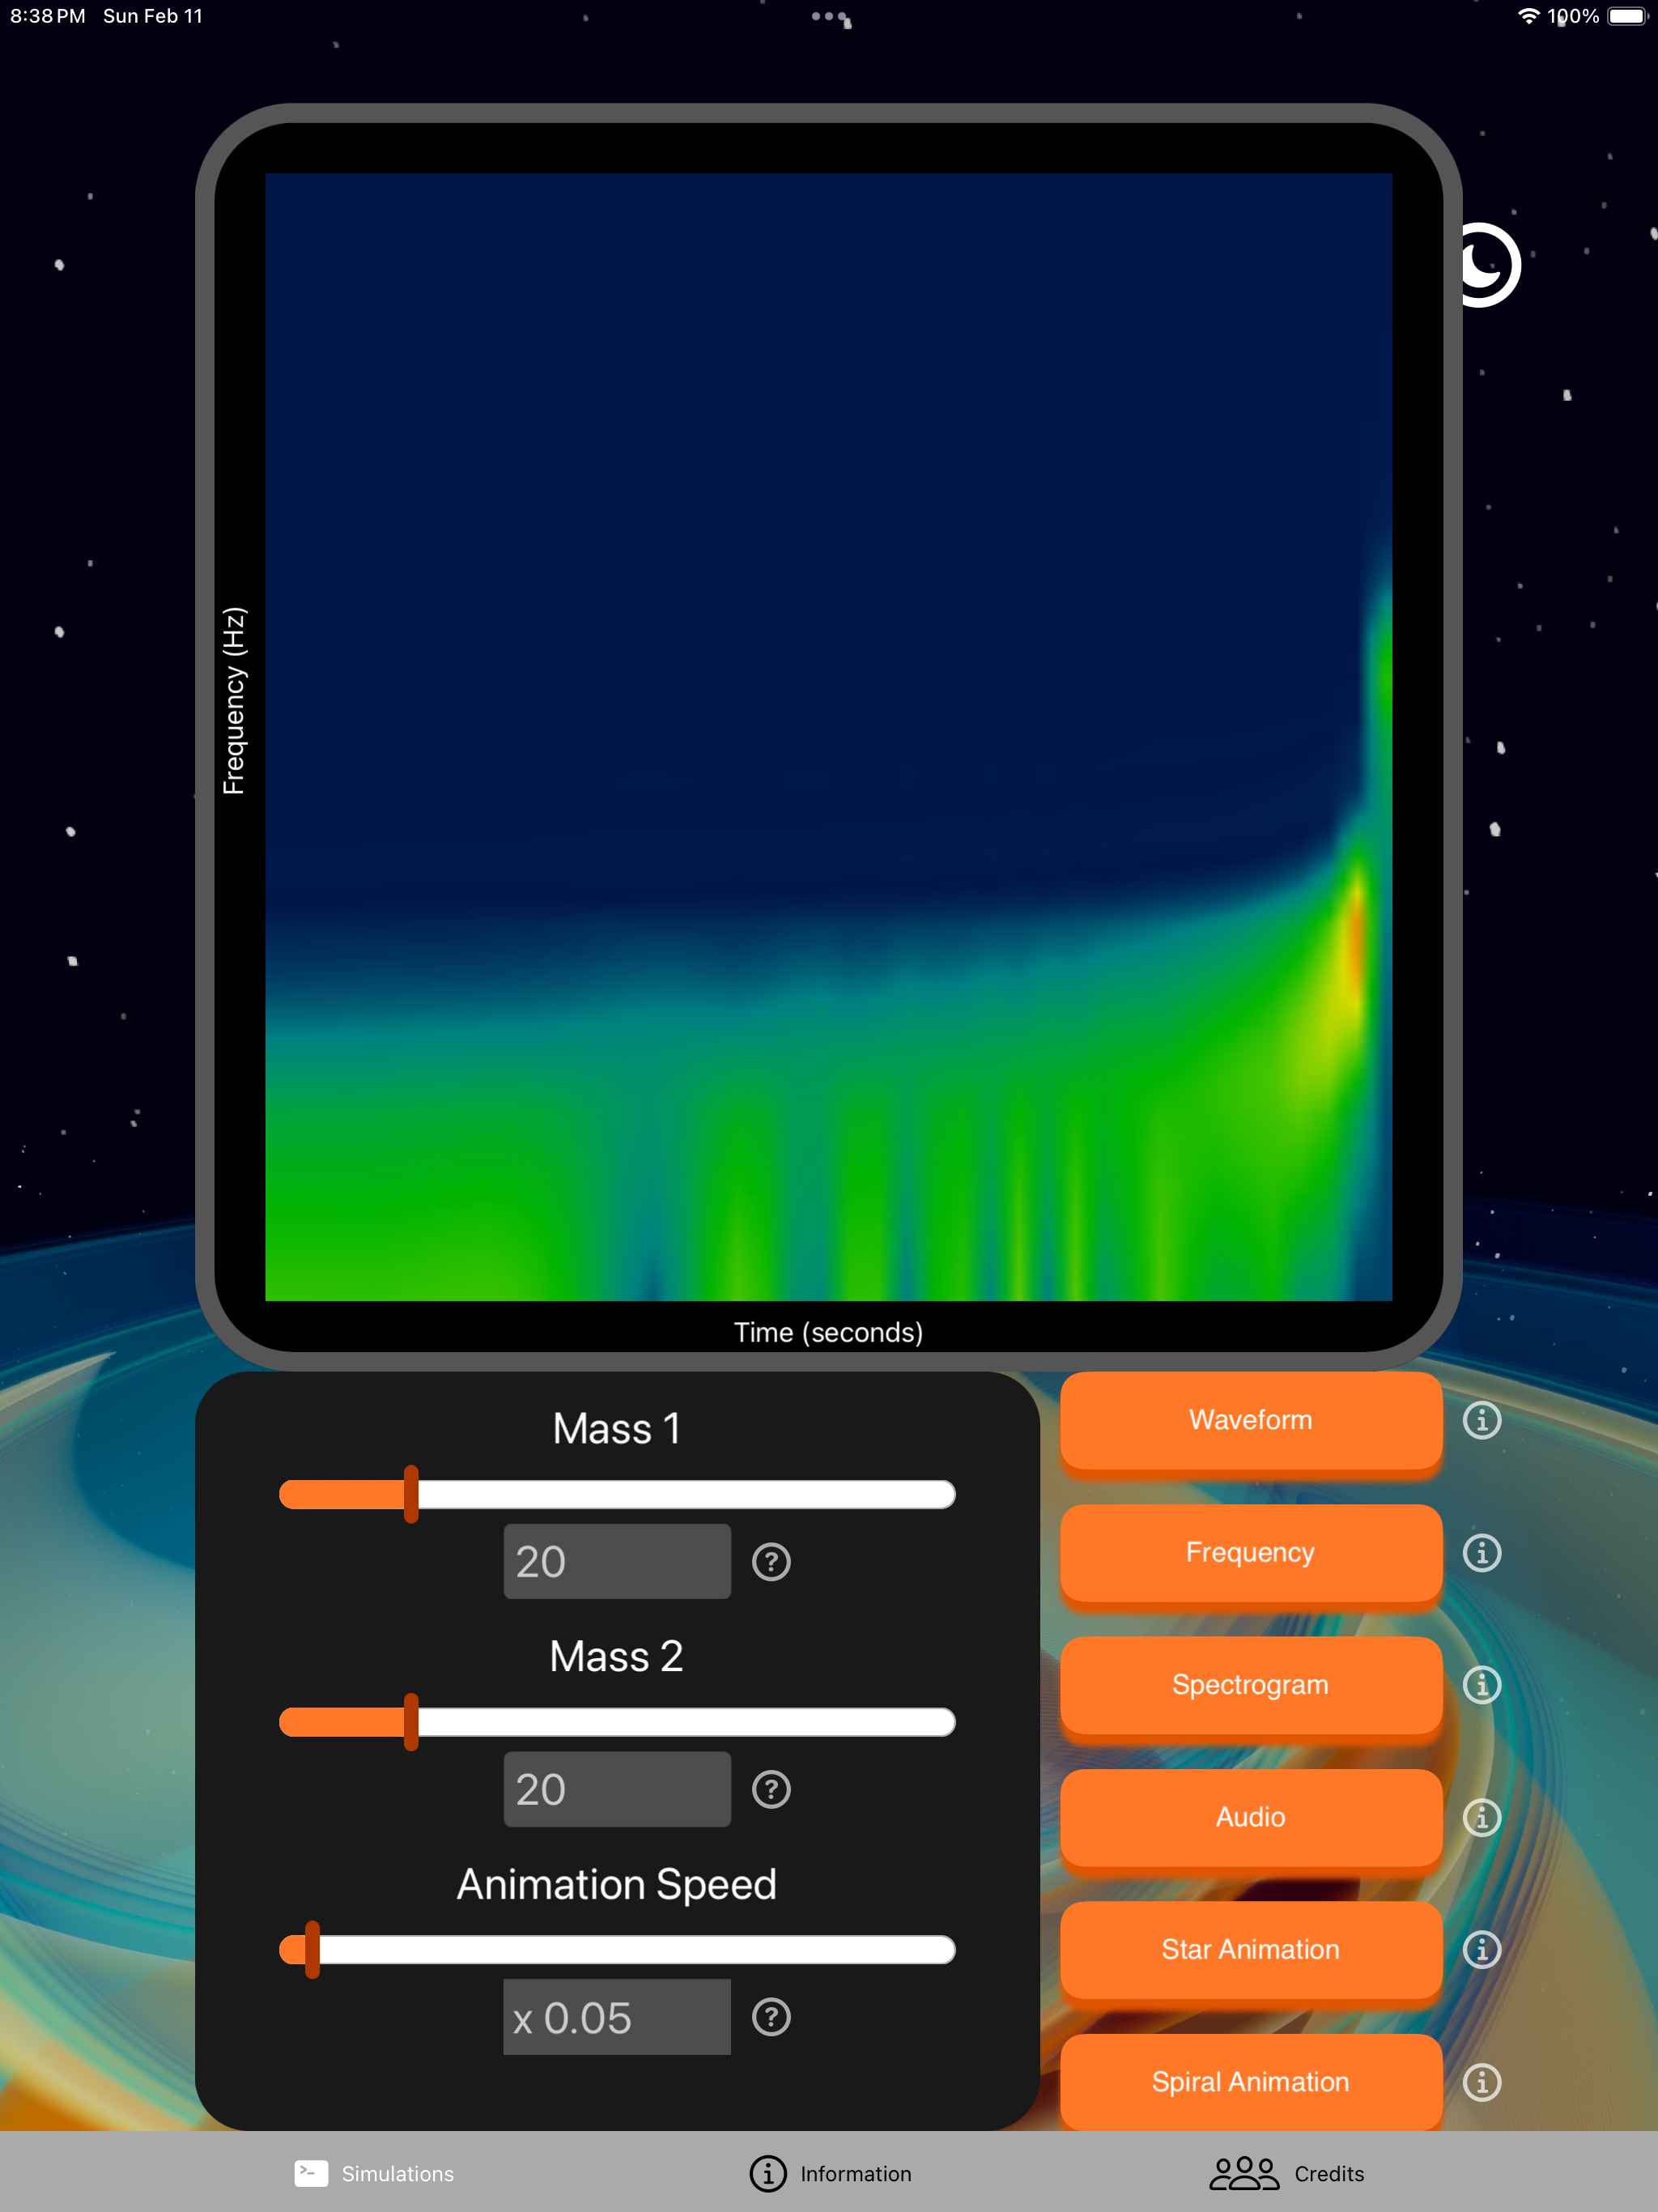 8:38 PM Sun Feb 11
100%
Frequency (Hz)
Time (seconds)
Mass 1
20
?
Mass 2
20
?
Animation Speed
x 0.05
?
Waveform
i
Frequency
i
Spectrogram
i
Audio
i
Star Animation
i
Spiral Animation
i
Simulations
i Information
Credits